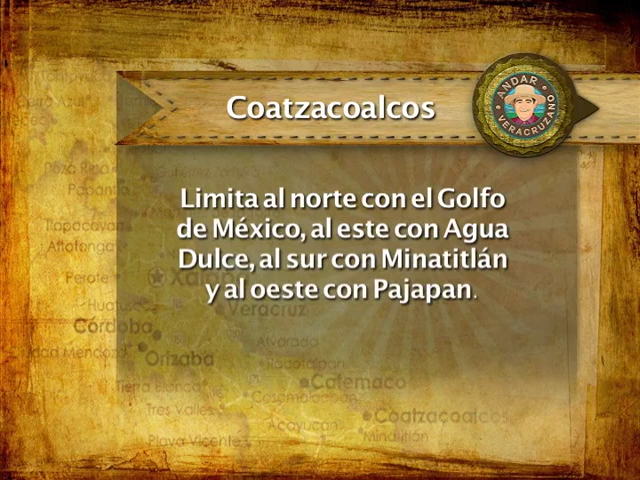 Coatzacoalcos
ANDAR
VERACRUZANO
Limita al norte con el Golfo
de México, al este con Agua
Dulce, al sur con Minatitlán
y al oeste con Pajapan.
Poza Rica
Papantla
Perote
Xalapa
Veracruz
Córdoba
Orizaba
Alvarado
Tlacotalpan
Tierra Blanca
Catemaco
Cosamaloapan
Tres Valles
Coatzacoalcos
Acayucan
Minatitlán
Playa Vicente